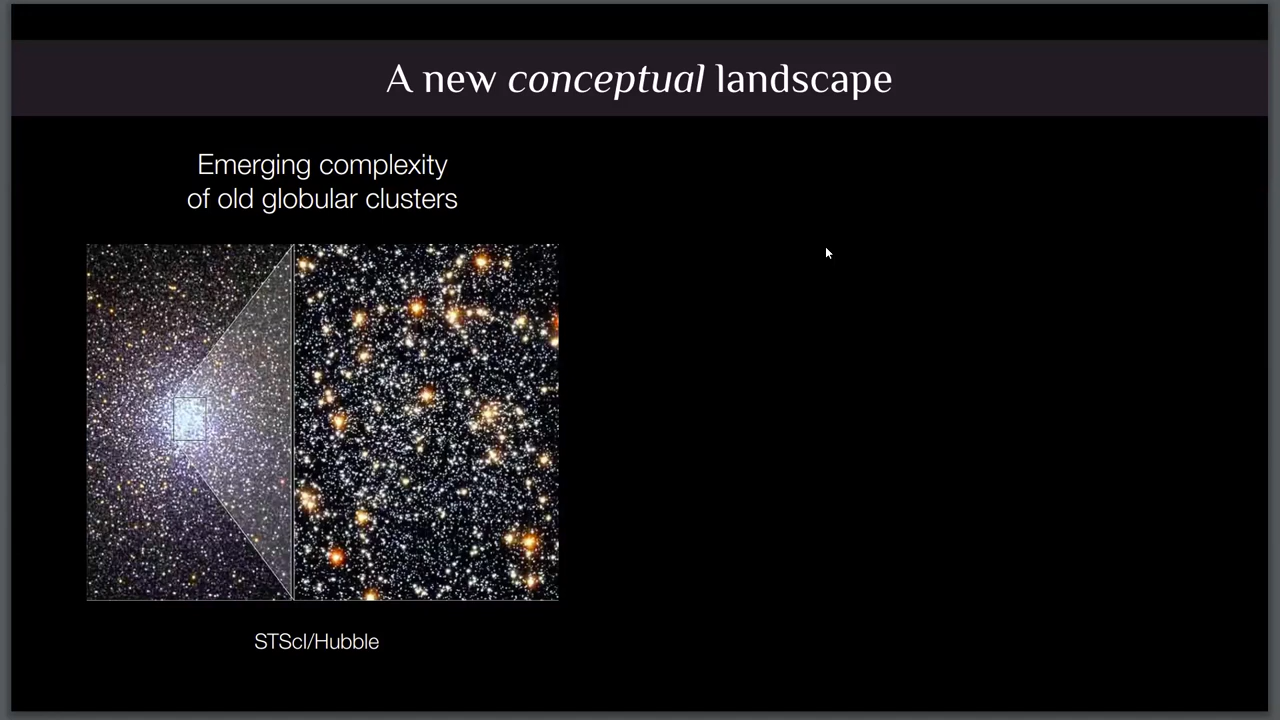 A new conceptual landscape
Emerging complexity
of old globular clusters
STScI/Hubble